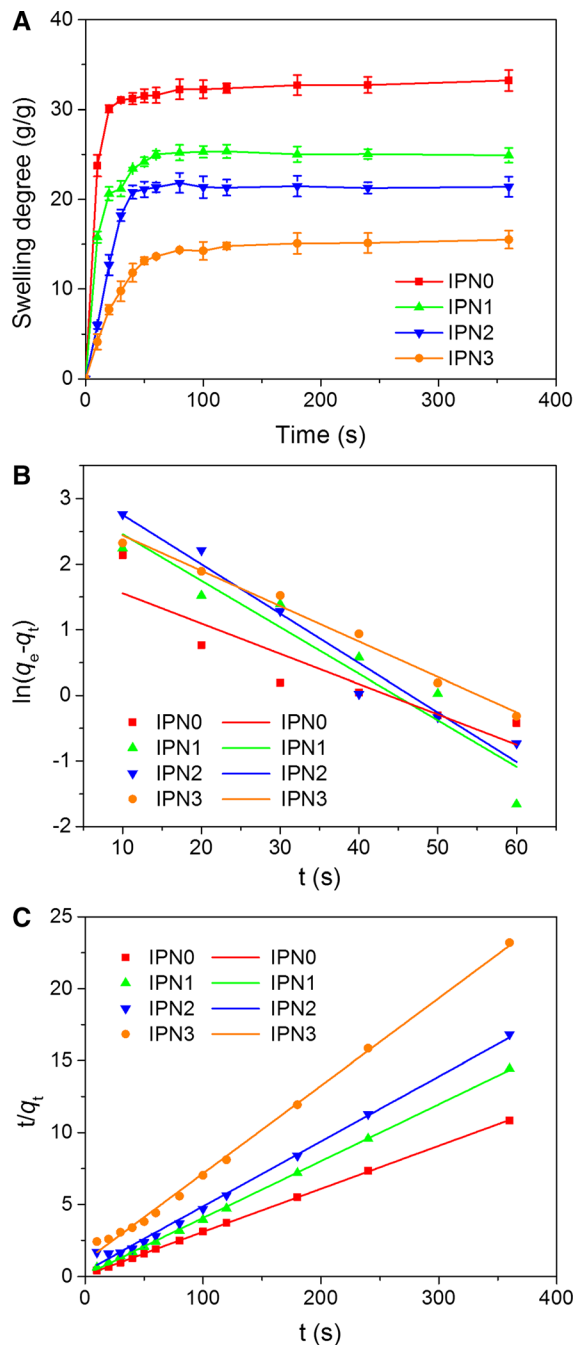 A
40
30
20
10
0
Swelling degree (g/g)
IPN0
IPN1
IPN2
IPN3
0 100 200 300 400
Time (s)
B
3
2
1
0
-1
-2
ln(qe-qt)
IPN0 IPN0
IPN1 IPN1
IPN2 IPN2
IPN3 IPN3
10 20 30 40 50 60
t (s)
C
25
20
15
10
5
0
t/qt
IPN0 IPN0
IPN1 IPN1
IPN2 IPN2
IPN3 IPN3
0 100 200 300 400
t (s)